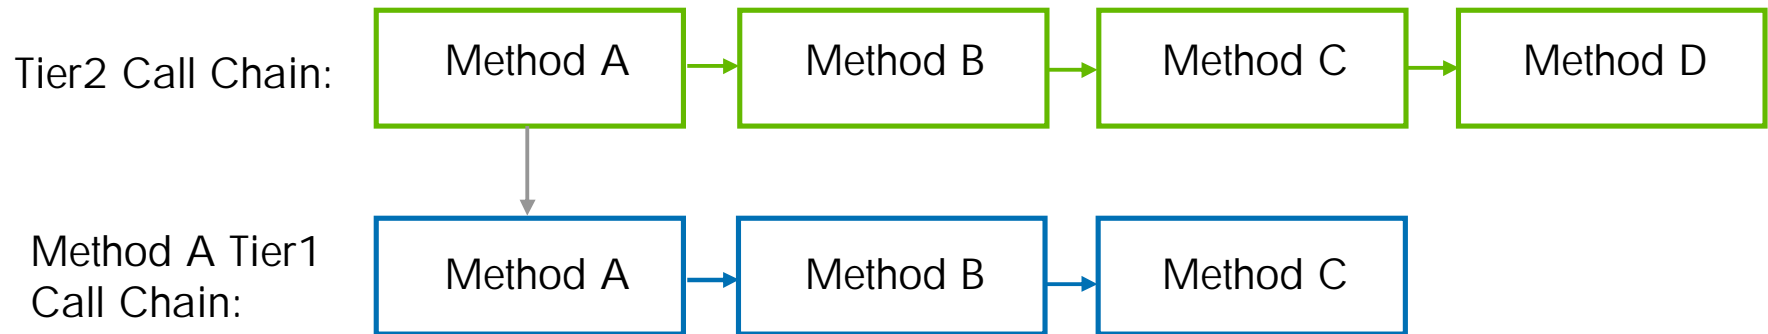 Tier2 Call Chain:
Method A
Method B
Method C
Method D
Method A Tier1
Call Chain:
Method A
Method B
Method C